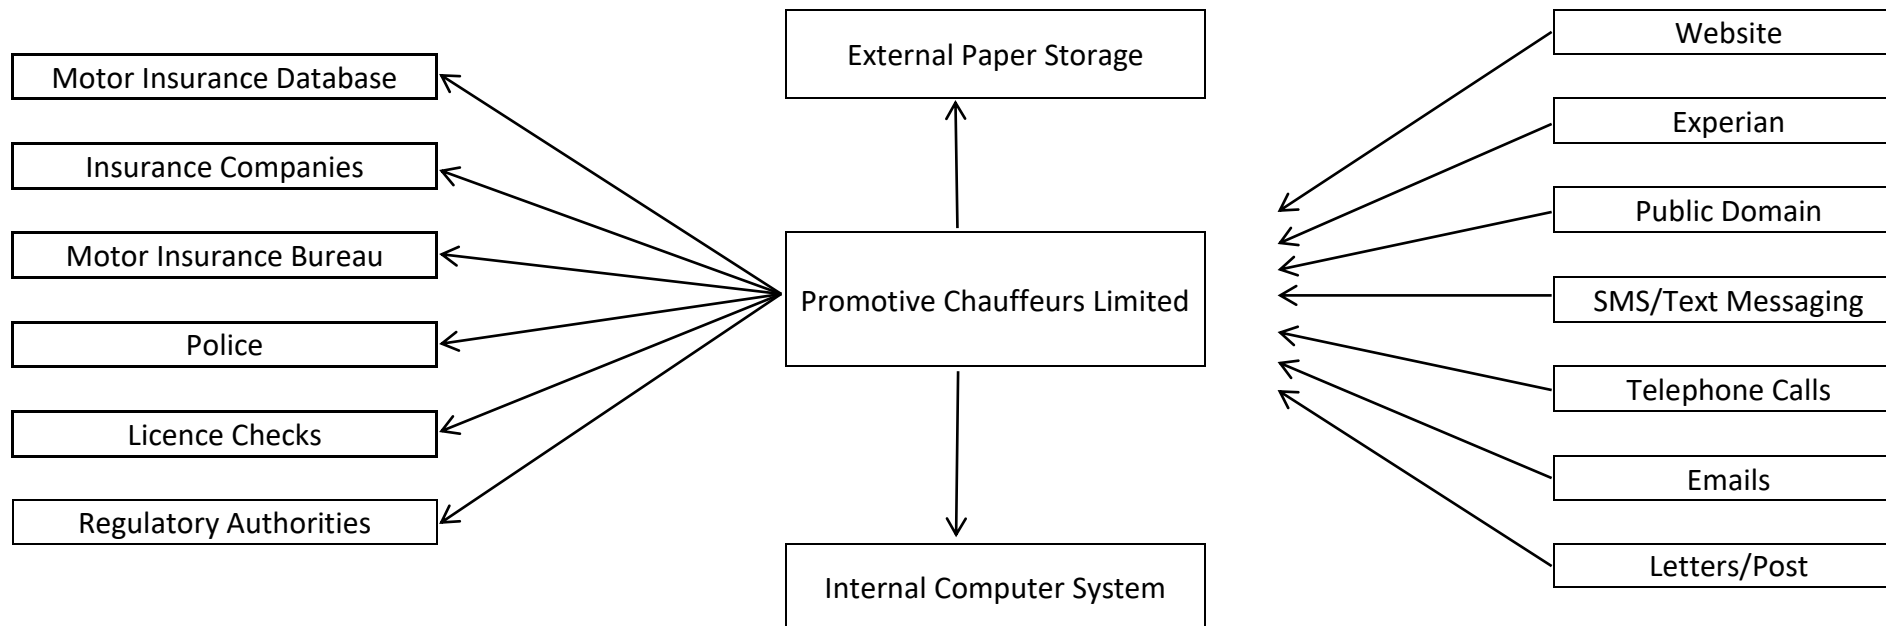 Motor Insurance Database
Insurance Companies
Motor Insurance Bureau
Police
Licence Checks
Regulatory Authorities
External Paper Storage
Promotive Chauffeurs Limited
Internal Computer System
Website
Experian
Public Domain
SMS/Text Messaging
Telephone Calls
Emails
Letters/Post